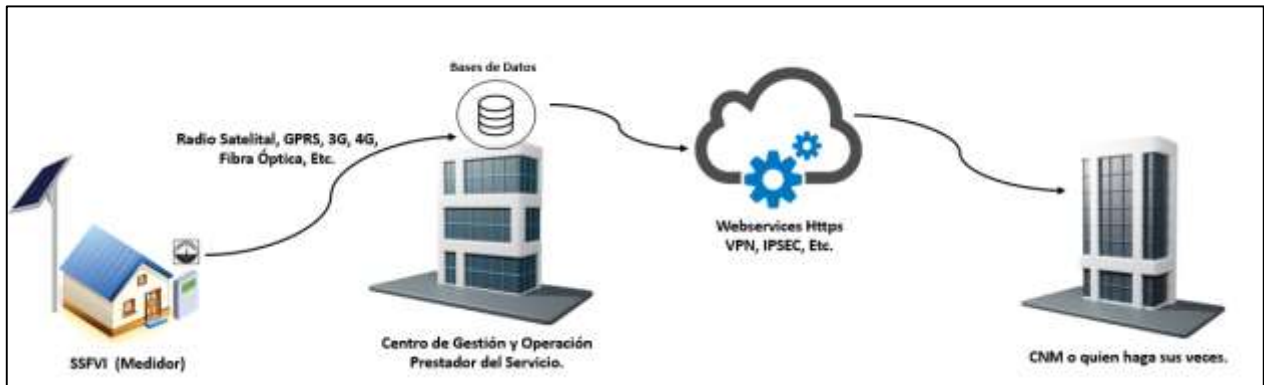 Bases de Datos
Radio Satelital, GPRS, 3G, 4G,
Fibra Óptica, Etc.
Webservices Https
VPN, IPSEC, Etc.
SSFVI (Medidor)
Centro de Gestión y Operación
Prestador del Servicio.
CNM o quien haga sus veces.